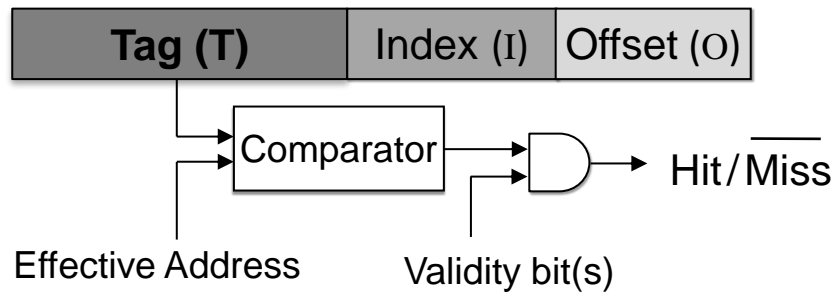 Tag (T) Index (I) Offset (O)
Comparator
Hit/Miss
Effective Address
Validity bit(s)